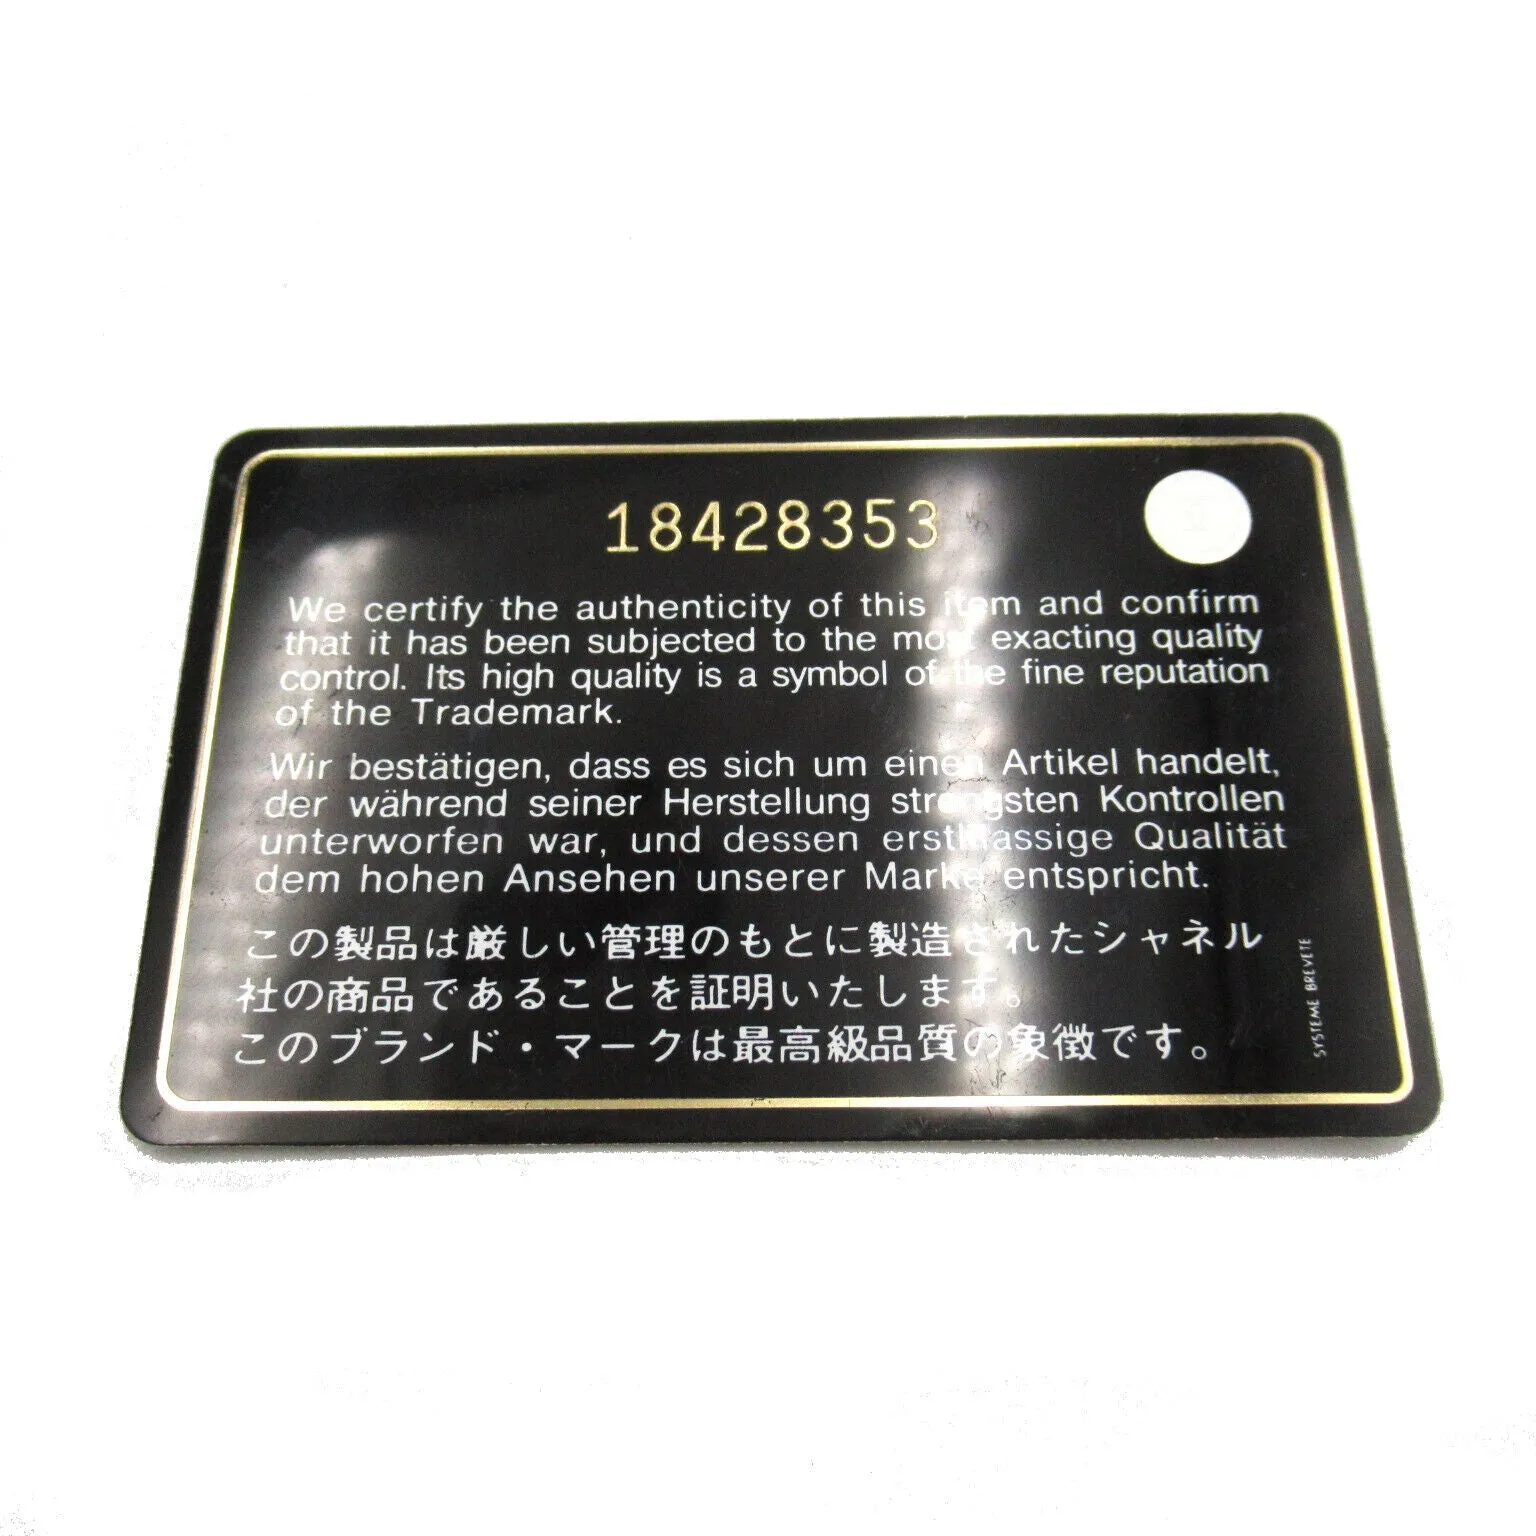 18428353
We certify the authenticity of this item and confirm
that it has been subjected to the most exacting quality
control. Its high quality is a symbol of the fine reputation
of the Trademark.
Wir bestätigen, dass es sich um einen Artikel handelt,
der während seiner Herstellung strengsten Kontrollen
unterworfen war, und dessen erstklassige Qualität
dem hohen Ansehen unserer Marke entspricht.
この製品は厳しい管理のもとに製造されたシャネル
社の商品であることを証明いたします。
このブランド・マークは最高級品質の象徴です。
SYSTEME BREVETE